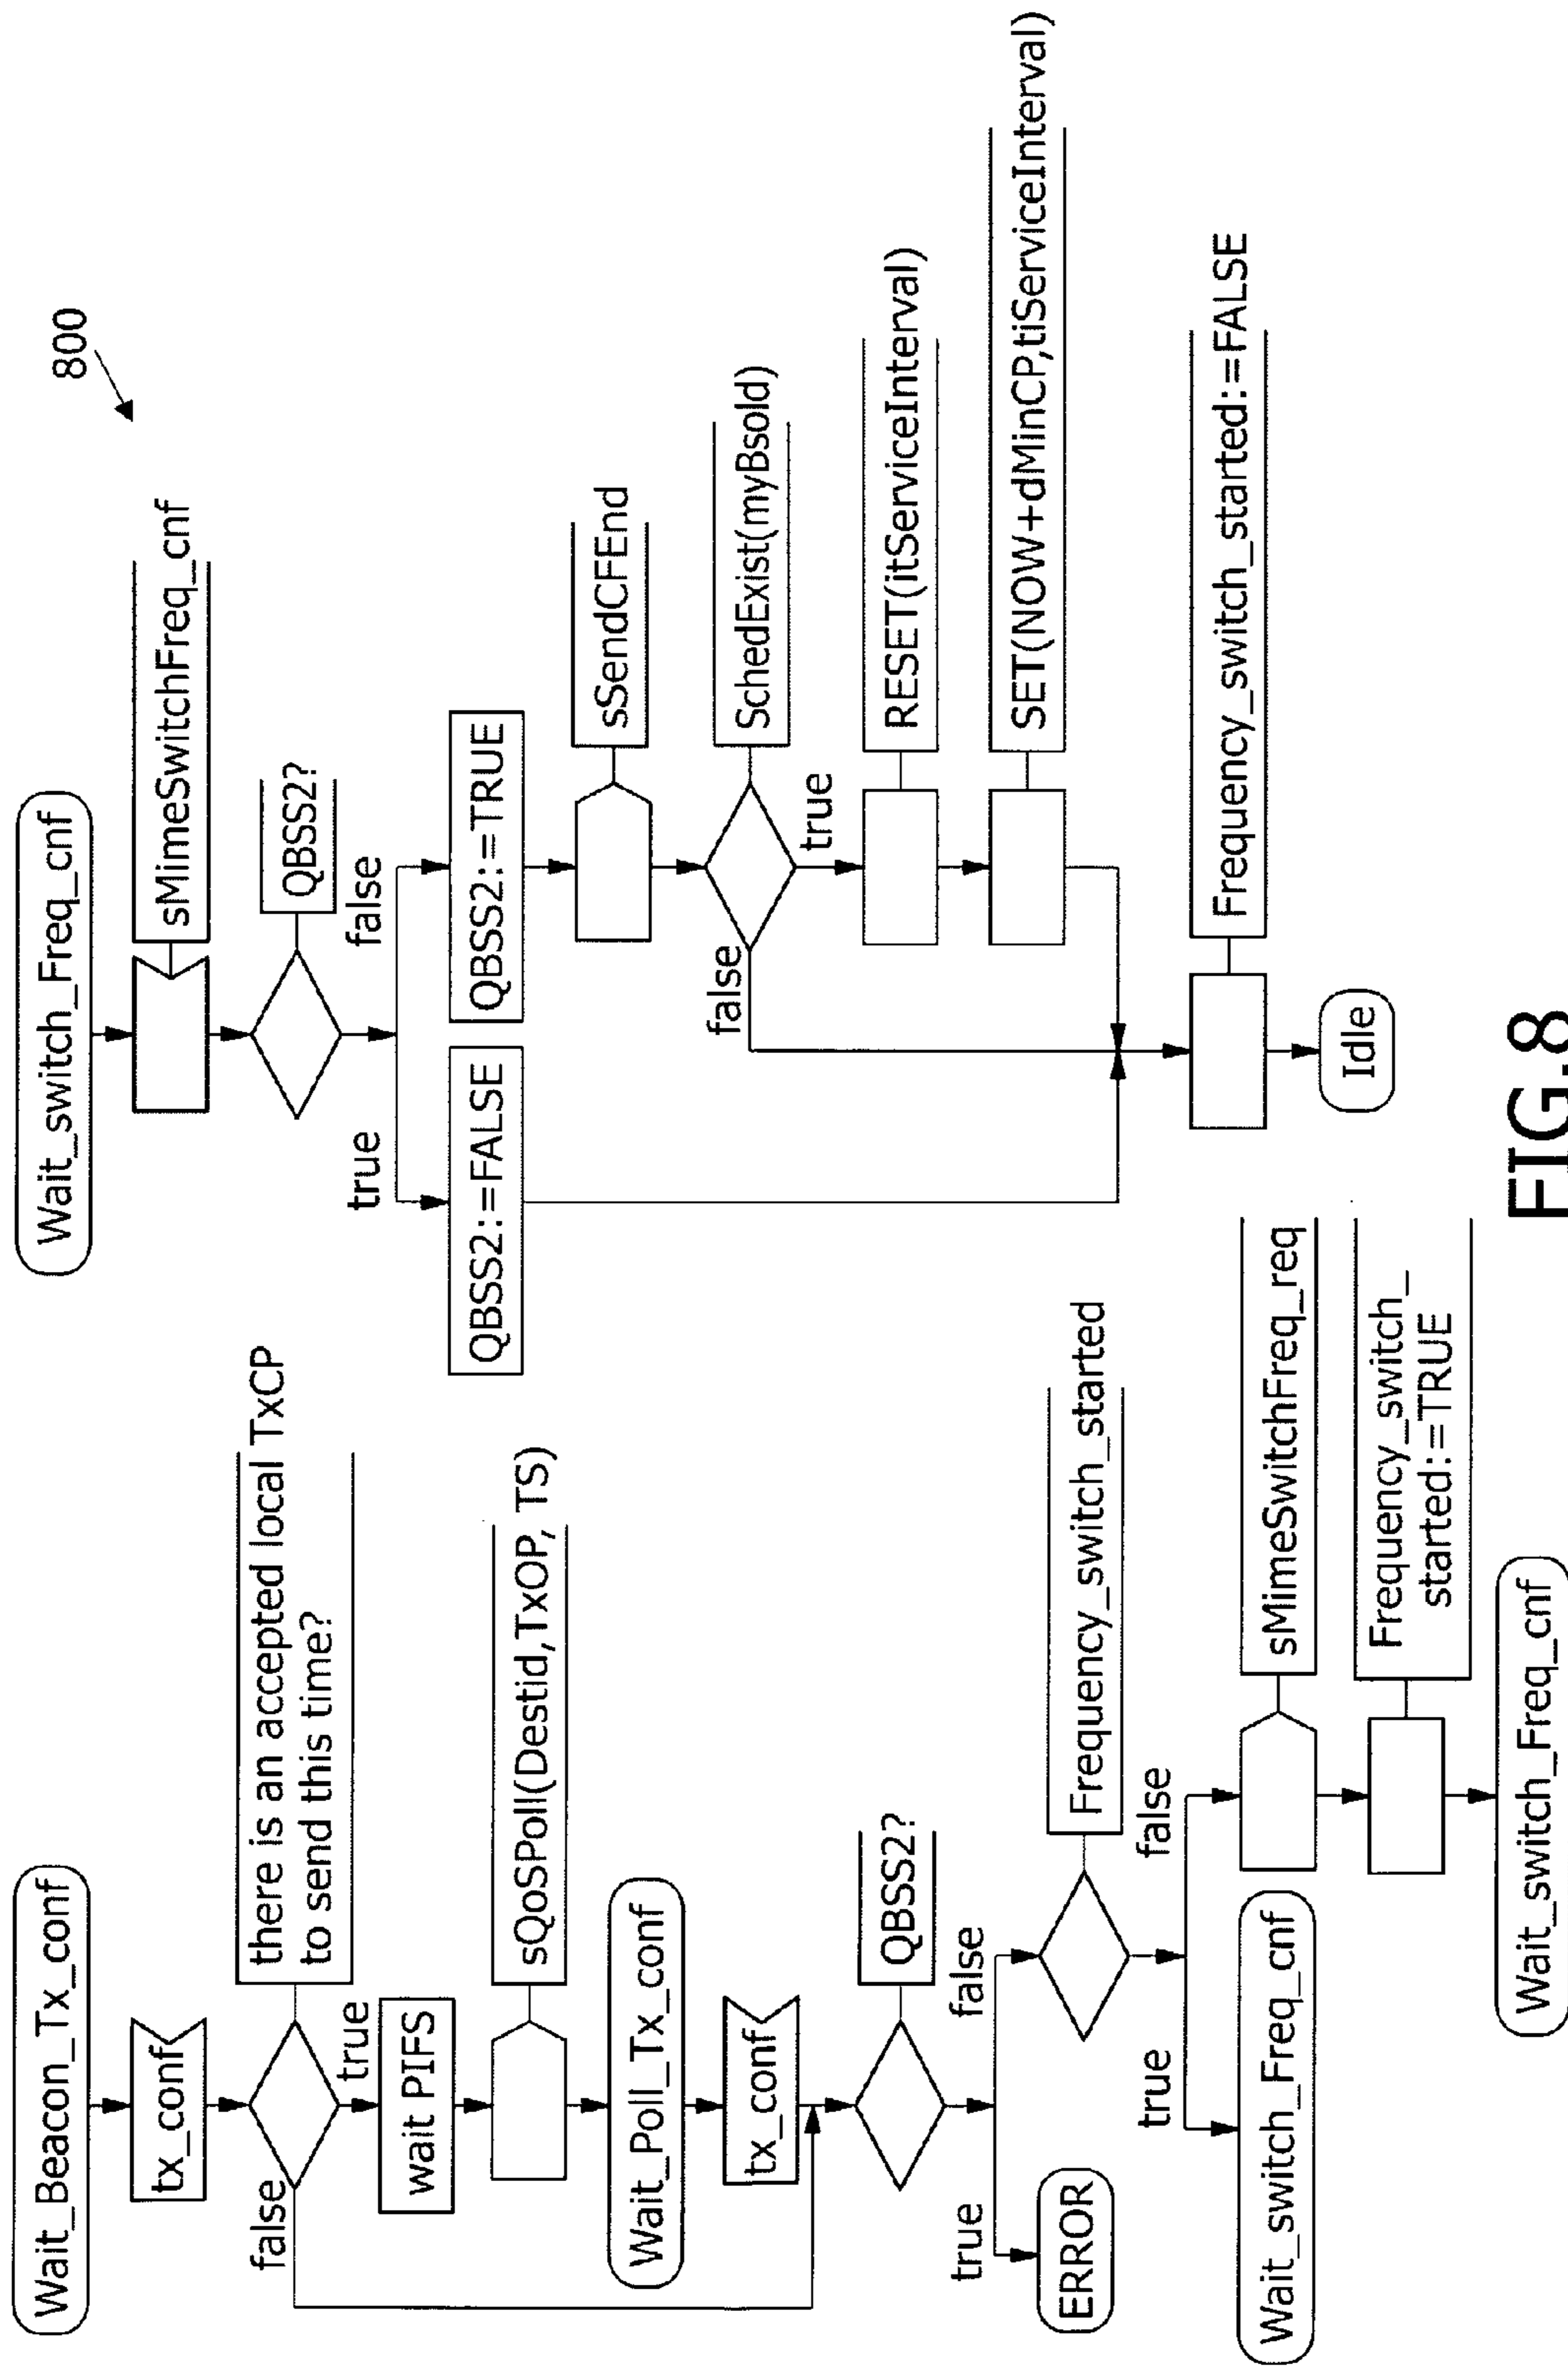 800
Wait_Beacon_Tx_conf
tx_conf
there is an accepted local TxCP
to send this time?
false
true
wait PIFS
sQoSPoll(Destid,TxOP, TS)
Wait_Poll_Tx_conf
tx_conf
QBSS2?
true
false
ERROR
Frequency_switch_started
true
false
Wait_switch_Freq_cnf
sMimeSwitchFreq_req
Frequency_switch_
started:=TRUE
Wait_switch_Freq_cnf
Wait_switch_Freq_cnf
sMimeSwitchFreq_cnf
QBSS2?
true
false
QBSS2:=FALSE
QBSS2:=TRUE
sSendCFEnd
SchedExist(myBsold)
false
true
RESET(itServiceInterval)
SET(NOW+dMinCP,tiServiceInterval)
Frequency_switch_started:=FALSE
Idle
FIG.8